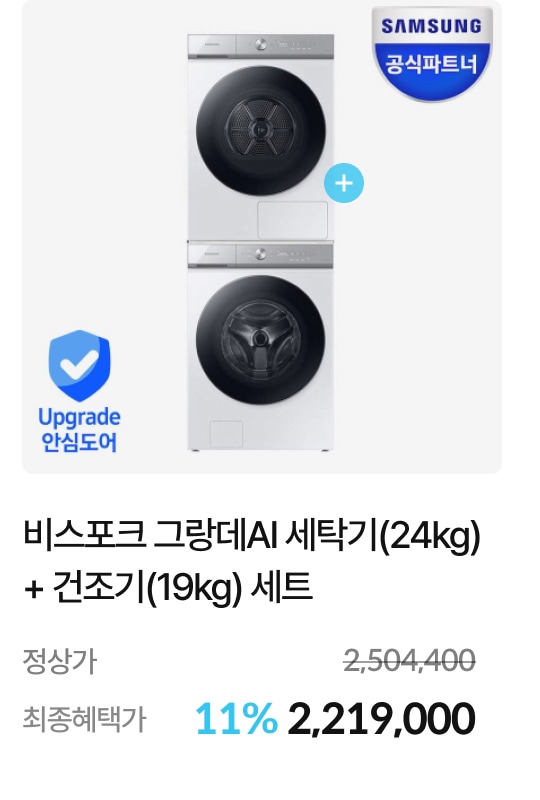 SAMSUNG
공식파트너
+
Upgrade
안심도어
비스포크 그랑데AI 세탁기(24kg)
+ 건조기(19kg) 세트
정상가 2,504,400
최종혜택가 11% 2,219,000